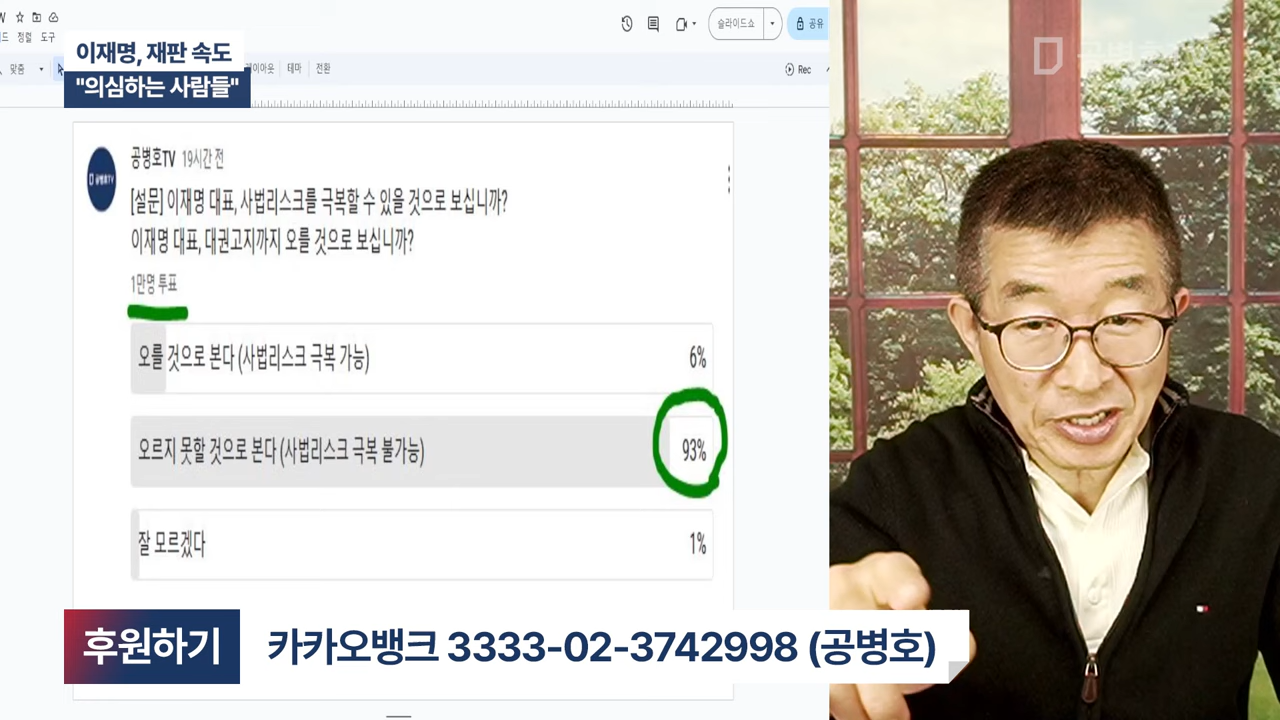 정렬 도구
슬라이드쇼
공유
맞춤
테마 전환
Rec
이재명, 재판 속도
"의심하는 사람들"
공병호TV 19시간 전
[설문] 이재명 대표, 사법리스크를 극복할 수 있을 것으로 보십니까?
이재명 대표, 대권고지까지 오를 것으로 보십니까?
1만명 투표
오를 것으로 본다 (사법리스크 극복 가능) 6%
오르지 못할 것으로 본다 (사법리스크 극복 불가능) 93%
잘 모르겠다 1%
후원하기 카카오뱅크 3333-02-3742998 (공병호)